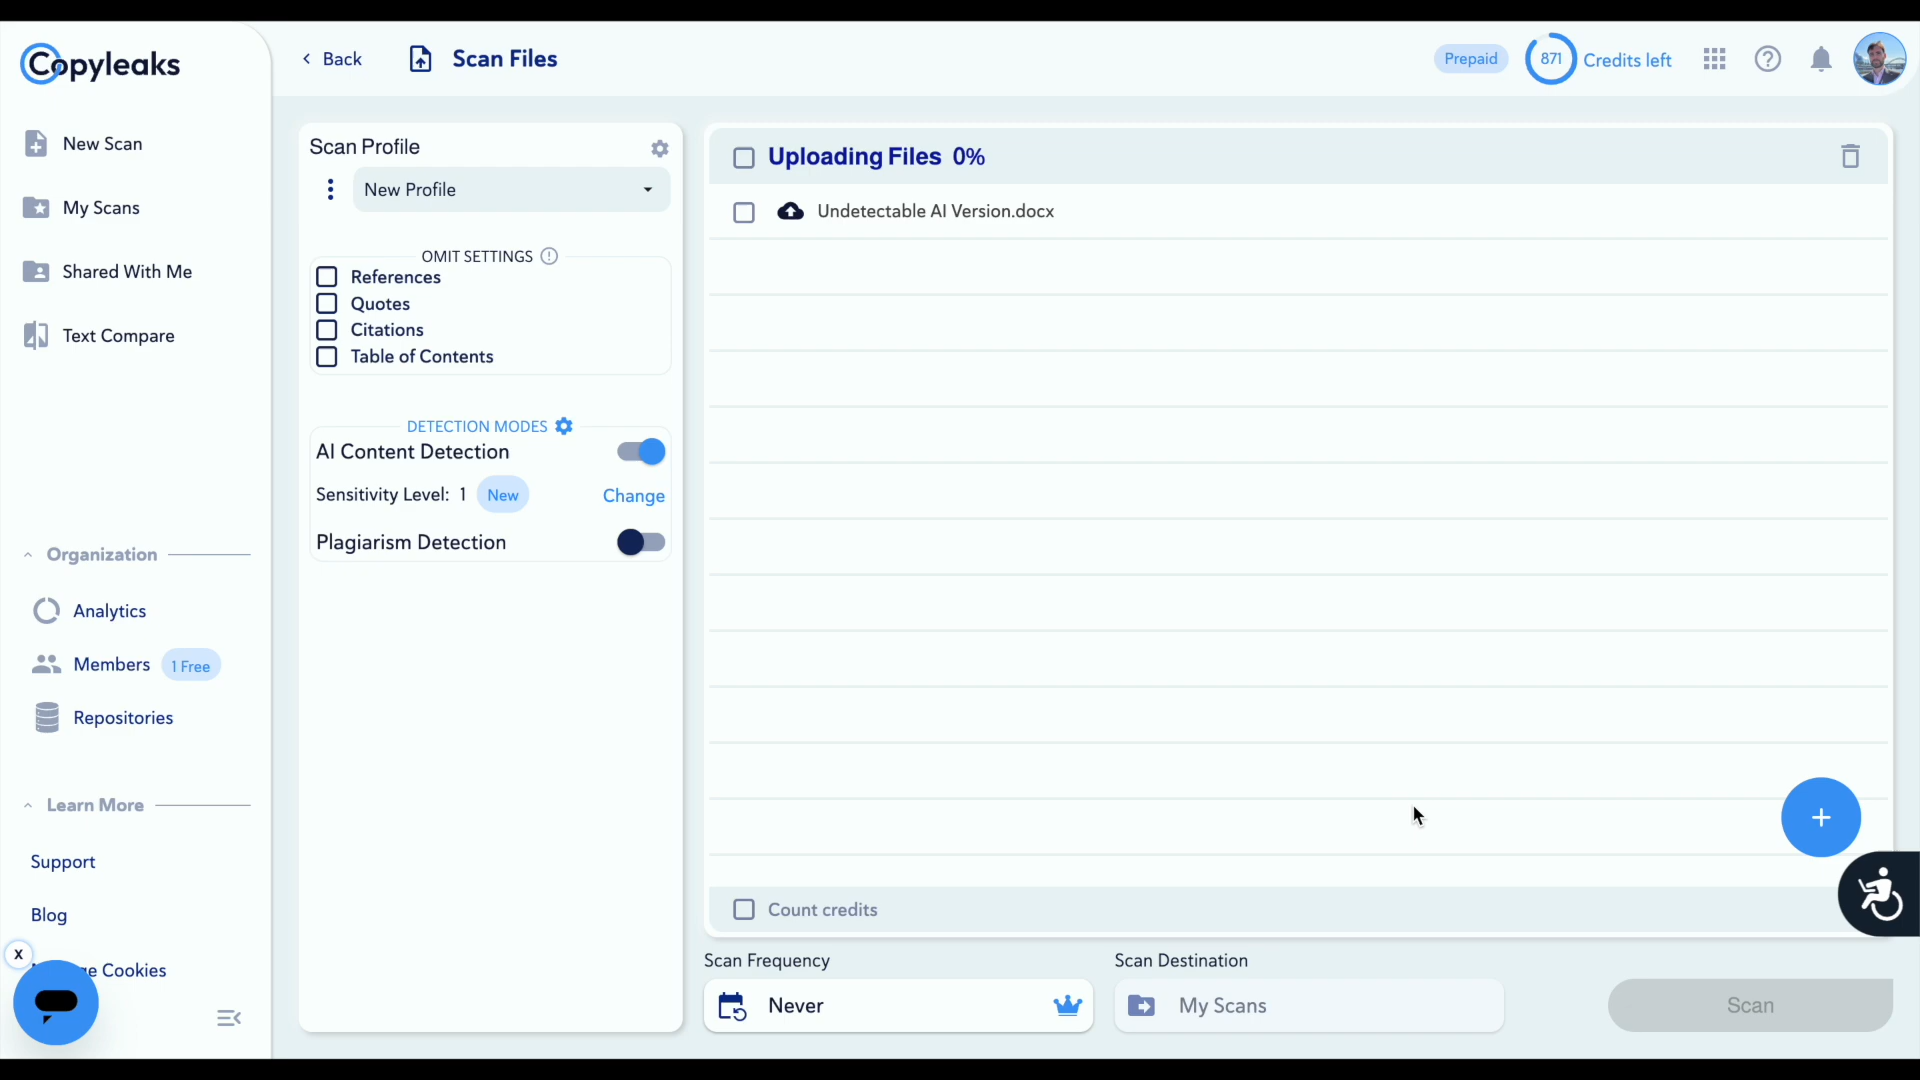 Copyleaks
New Scan
My Scans
Shared With Me
Text Compare
Organization
Analytics
Members 1 Free
Repositories
Learn More
Support
Blog
x
e Cookies
Back
Scan Files
Prepaid
871 Credits left
Scan Profile
New Profile
OMIT SETTINGS
References
Quotes
Citations
Table of Contents
DETECTION MODES
AI Content Detection
Sensitivity Level: 1 New Change
Plagiarism Detection
Uploading Files 0%
Undetectable AI Version.docx
+
Count credits
Scan Frequency
Never
Scan Destination
My Scans
Scan